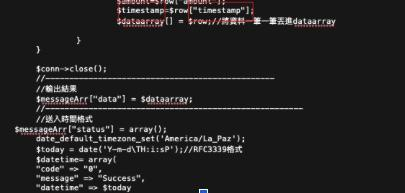 $amount=$row["amount"];
$timestamp=$row["timestamp"];
$dataarray[] = $row;//將資料一筆一筆丟進dataarray
}
}
$conn->close();
//-----------------------------------------------
//輸出結果
$messageArr["data"] = $dataarray;
//-----------------------------------------------------
//送入時間格式
$messageArr["status"] = array();
date_default_timezone_set('America/La_Paz');
$today = date('Y-m-d\TH:i:sP');//RFC3339格式
$datetime= array(
"code" => "0",
"message" => "Success",
"datetime" => $today